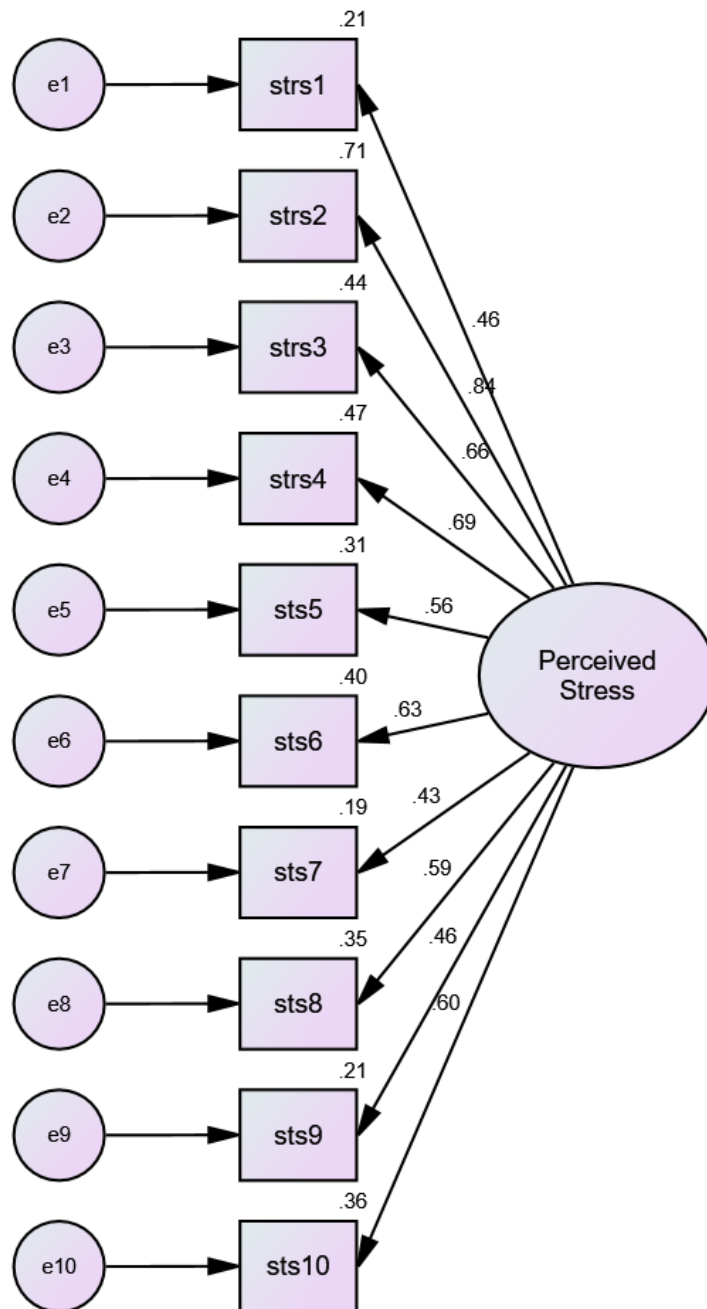 .21
e1
strs1
.71
e2
strs2
.44
e3
strs3
.46
.84
.47
.66
e4
strs4
.69
.31
e5
sts5
.56
Perceived
Stress
.40
e6
sts6
.63
.19
e7
sts7
.43
.59
.35
e8
sts8
.46
.60
.21
e9
sts9
.36
e10
sts10